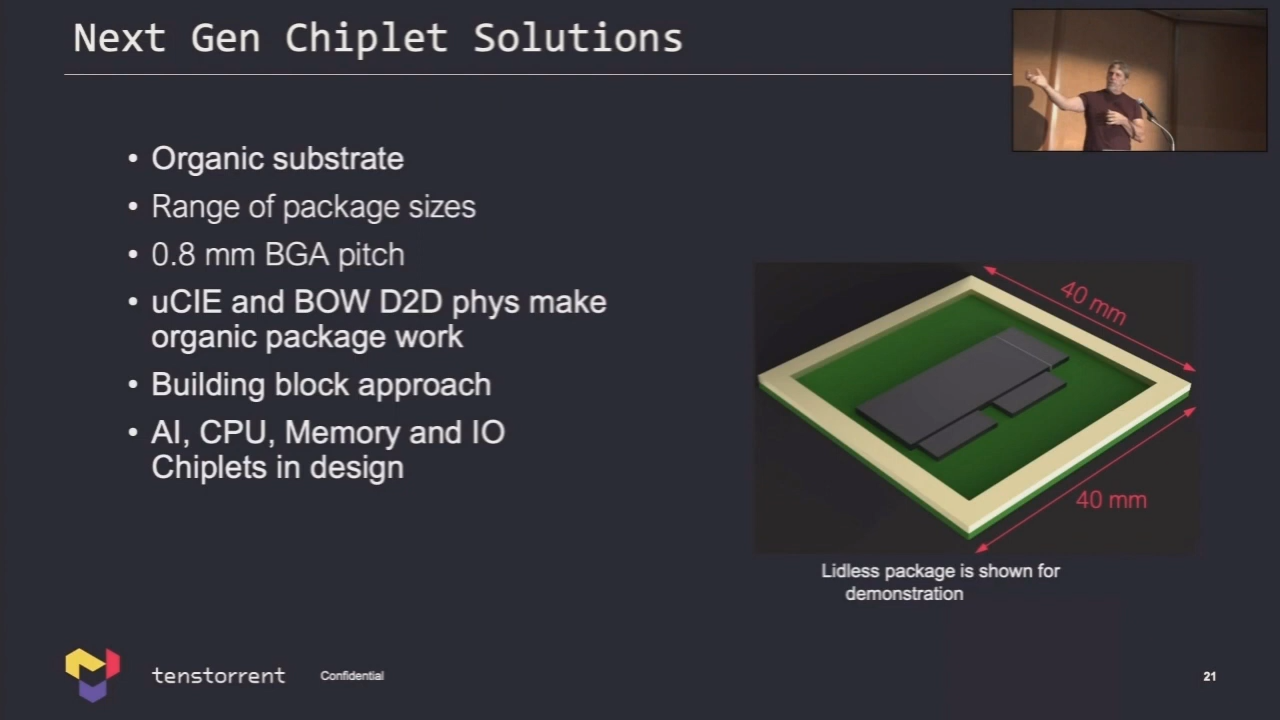 Next Gen Chiplet Solutions
• Organic substrate
• Range of package sizes
• 0.8 mm BGA pitch
• uCIE and BOW D2D phys make
organic package work
• Building block approach
• AI, CPU, Memory and IO
Chiplets in design
40 mm
40 mm
Lidless package is shown for
demonstration
tenstorrent
Confidential
21